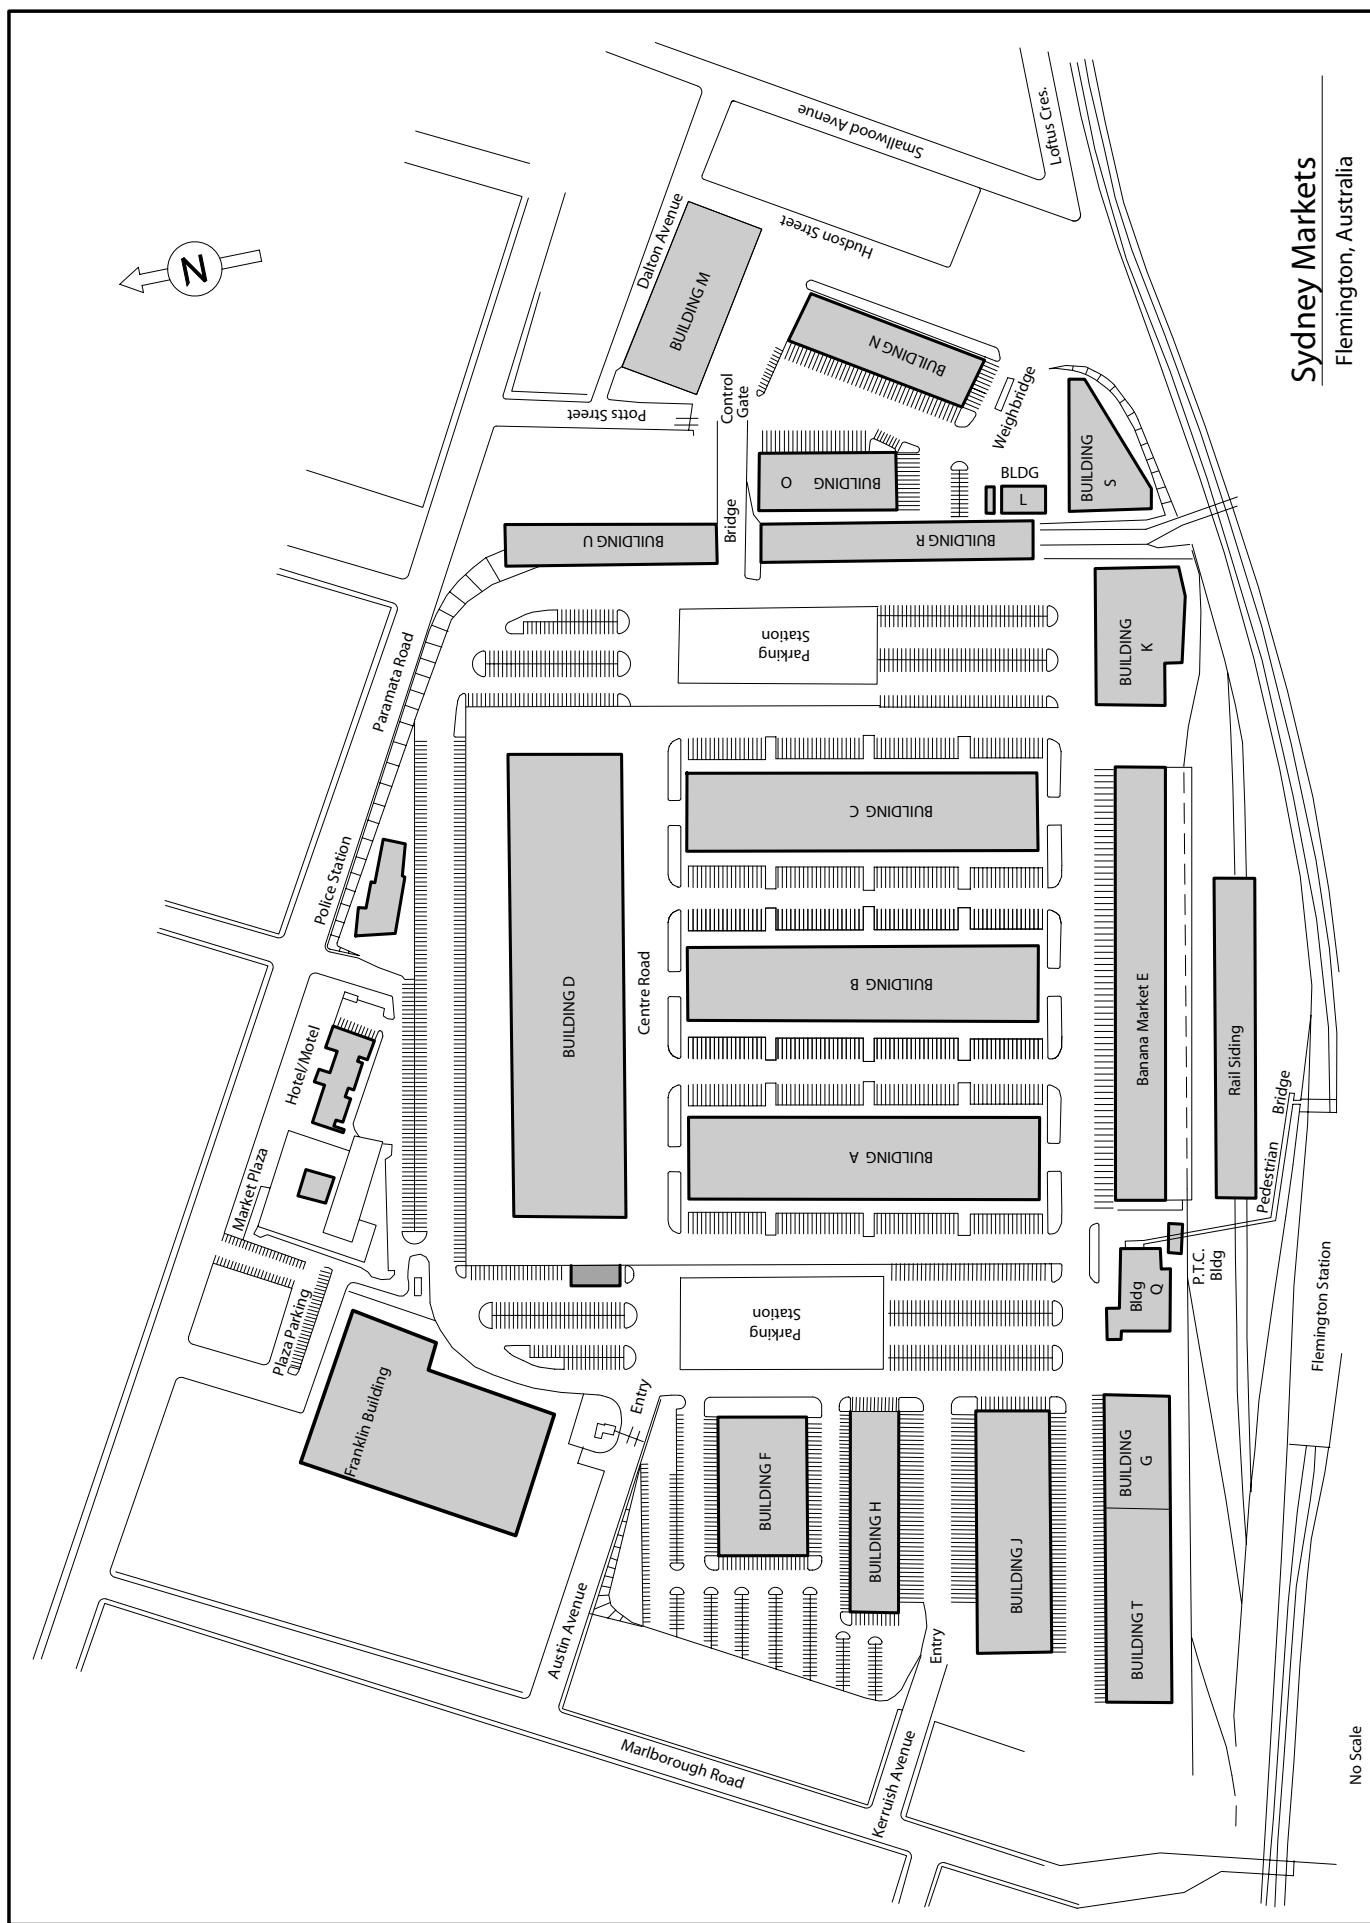 Sydney Markets
Flemington, Australia
N
Smallwood Avenue
Loftus Cres.
Hudson Street
Dalton Avenue
BUILDING M
BUILDING N
Potts Street
Control
Gate
Weighbridge
BUILDING O
BLDG
L
BUILDING
S
Bridge
BUILDING U
BUILDING R
Paramata Road
Parking
Station
BUILDING
K
Police Station
BUILDING C
BUILDING D
Centre Road
BUILDING B
Banana Market E
Rail Siding
Hotel/Motel
BUILDING A
Market Plaza
Pedestrian
Bridge
P.T.C.
Bldg
Bldg
Q
Plaza Parking
Parking
Station
Flemington Station
Franklin Building
Entry
BUILDING F
BUILDING H
BUILDING J
BUILDING
G
BUILDING T
Austin Avenue
Entry
Marlborough Road
Kerruish Avenue
No Scale